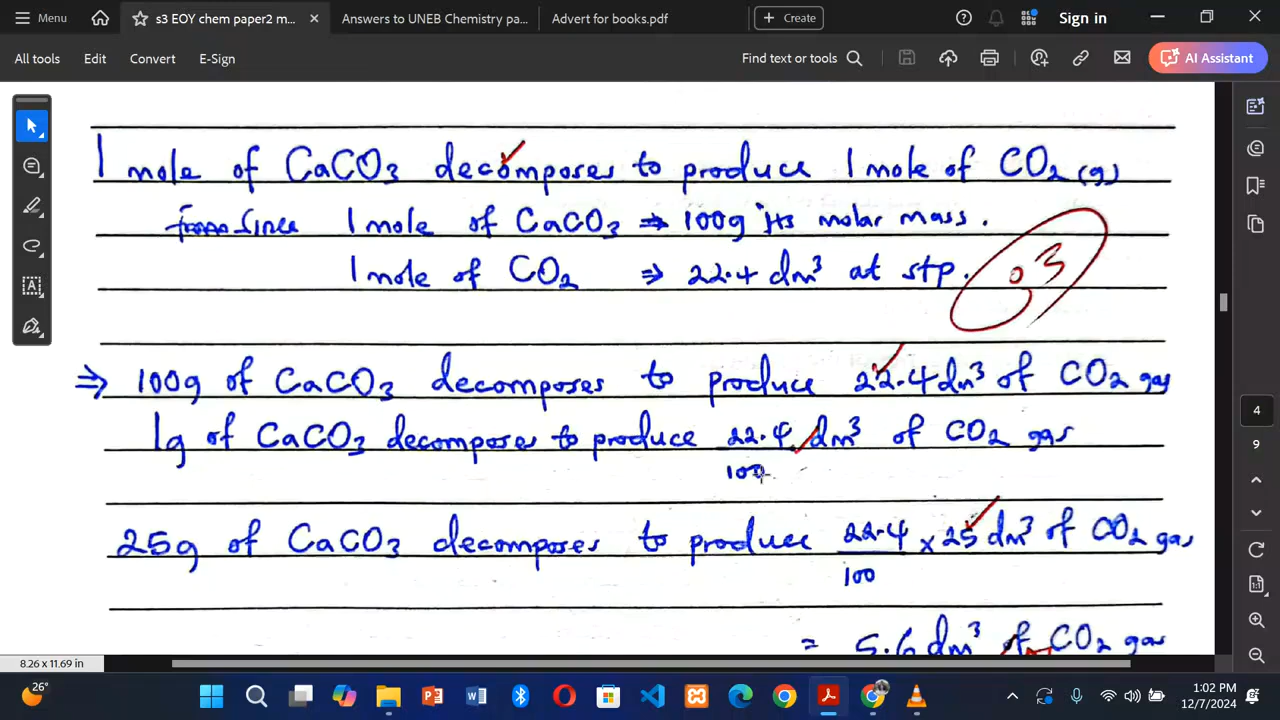 Menu
s3 EOY chem paper2 m...
Answers to UNEB Chemistry pa...
Advert for books.pdf
Create
Sign in
All tools
Edit
Convert
E-Sign
Find text or tools
AI Assistant
1 mole of CaCO3 decomposes to produce 1 mole of CO2 (g)
Since 1 mole of CaCO3 ⇒ 100g its molar mass.
1 mole of CO2 ⇒ 22.4 dm³ at stp.
03
⇒ 100g of CaCO3 decomposes to produce 22.4 dm³ of CO2 gas
1g of CaCO3 decomposes to produce 22.4 dm³ of CO2 gas
100
25g of CaCO3 decomposes to produce 22.4 × 25 dm³ of CO2 gas
100
= 5.6 dm³ of CO2 gas
4
9
8.26 x 11.69 in
26°
1:02 PM
12/7/2024